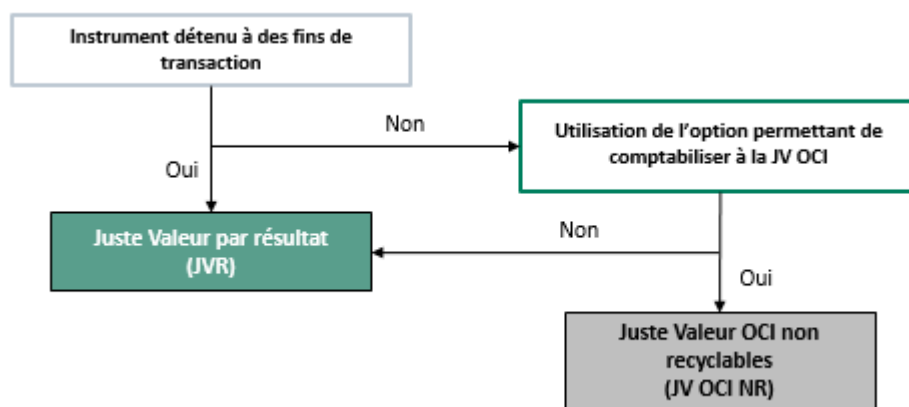 Instrument détenu à des fins de
transaction
Non
Utilisation de l'option permettant de
comptabiliser à la JV OCI
Oui
Juste Valeur par résultat
(JVR)
Non
Oui
Juste Valeur OCI non
recyclables
(JV OCI NR)